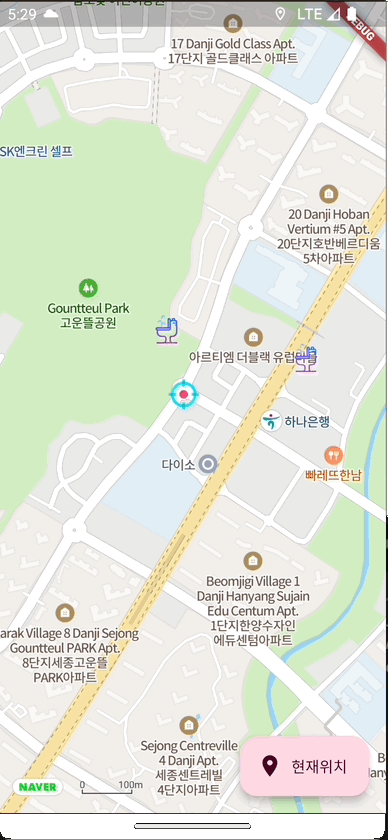 5:29
LTE
17 Danji Gold Class Apt.
17단지 골드클래스 아파트
SK엔크린 셀프
20 Danji Hoban
Vertium #5 Apt.
20단지호반베르디움
5차아파트
Gountteul Park
고운뜰공원
아르티엠 더블랙 유럽
하나은행
다이소
빠레뜨한남
Beomjigi Village 1
Danji Hanyang Sujain
Edu Centum Apt.
1단지한양수자인
에듀센텀아파트
arak Village 8 Danji Sejong
Gountteul PARK Apt.
8단지세종고운뜰
PARK아파트
Sejong Centreville
4 Danji Apt.
세종센트레빌
4단지아파트
현재위치
NAVER
0
100m